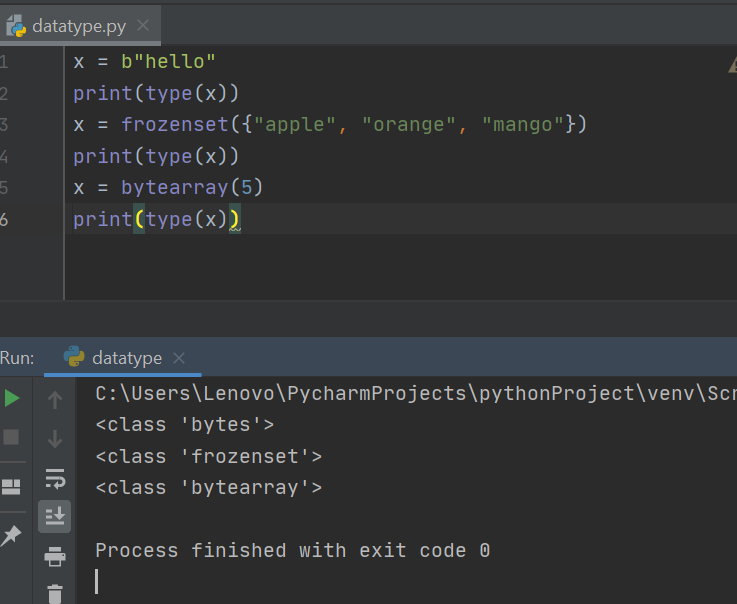 datatype.py
1 x = b"hello"
2 print(type(x))
3 x = frozenset({"apple", "orange", "mango"})
4 print(type(x))
5 x = bytearray(5)
6 print(type(x))
Run: datatype
C:\Users\Lenovo\PycharmProjects\pythonProject\venv\Scr
<class 'bytes'>
<class 'frozenset'>
<class 'bytearray'>
Process finished with exit code 0